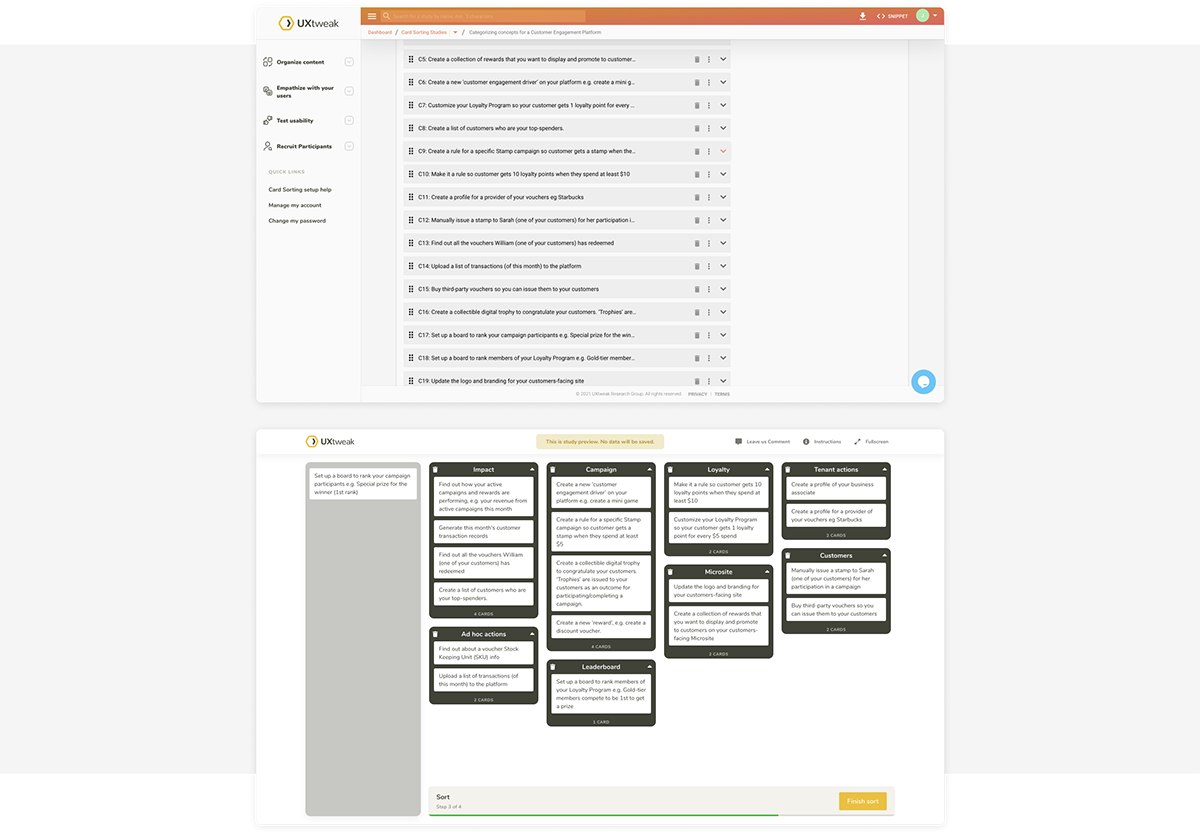 UXtweak
Search for a study or server from 3 characters
SNIPPET
J
Dashboard / Card Sorting Studies / Categorizing concepts for a Customer Engagement Platform
Organize content
Empathize with your
users
Test usability
Recruit Participants
QUICK LINKS
Card Sorting setup help
Manage my account
Change my password
C5: Create a collection of rewards that you want to display and promote to customer...
C6: Create a new 'customer engagement driver' on your platform e.g. create a mini g...
C7: Customize your Loyalty Program so your customer gets 1 loyalty point for every ...
C8: Create a list of customers who are your top-spenders.
C9: Create a rule for a specific Stamp campaign so customer gets a stamp when the...
C10: Make it a rule so customer gets 10 loyalty points when they spend at least $10
C11: Create a profile for a provider of your vouchers eg Starbucks
C12: Manually issue a stamp to Sarah (one of your customers) for her participation i...
C13: Find out all the vouchers William (one of your customers) has redeemed
C14: Upload a list of transactions (of this month) to the platform
C15: Buy third-party vouchers so you can issue them to your customers
C16: Create a collectible digital trophy to congratulate your customers. 'Trophies' are...
C17: Set up a board to rank your campaign participants e.g. Special prize for the win...
C18: Set up a board to rank members of your Loyalty Program e.g. Gold-tier member...
C19: Update the logo and branding for your customers-facing site
© 2021 UXtweak Research Group, All rights reserved PRIVACY | TERMS
UXtweak
This is study preview. No data will be saved.
Leave us Comment
Instructions
Fullscreen
Set up a board to rank your campaign
participants e.g. Special prize for the
winner (1st rank)
Impact
Find out how your active
campaigns and rewards are
performing, e.g. your revenue from
active campaigns this month
Generate this month's customer
transaction records
Find out all the vouchers William
(one of your customers) has
redeemed
Create a list of customers who are
your top-spenders.
4 CARDS
Ad hoc actions
Find out about a voucher Stock
Keeping Unit (SKU) info
Upload a list of transactions (of
this month) to the platform
2 CARDS
Campaign
Create a new 'customer
engagement driver' on your
platform e.g. create a mini game
Create a rule for a specific Stamp
campaign so customer gets a
stamp when they spend at least
$5
Create a collectible digital trophy
to congratulate your customers.
'Trophies' are issued to your
customers as an outcome for
participating/completing a
campaign.
Create a new 'reward', e.g. create a
discount voucher.
4 CARDS
Leaderboard
Set up a board to rank members of
your Loyalty Program e.g. Gold-tier
members compete to be 1st to get
a prize
1 CARD
Loyalty
Make it a rule so customer gets 10
loyalty points when they spend at
least $10
Customize your Loyalty Program
so your customer gets 1 loyalty
point for every $5 spend
2 CARDS
Microsite
Update the logo and branding for
your customers-facing site
Create a collection of rewards that
you want to display and promote
to customers on your customers-
facing Microsite
2 CARDS
Tenant actions
Create a profile of your business
associate
Create a profile for a provider of
your vouchers eg Starbucks
2 CARDS
Customers
Manually issue a stamp to Sarah
(one of your customers) for her
participation in a campaign
Buy third-party vouchers so you
can issue them to your customers
2 CARDS
Sort
Step 3 of 4
Finish sort